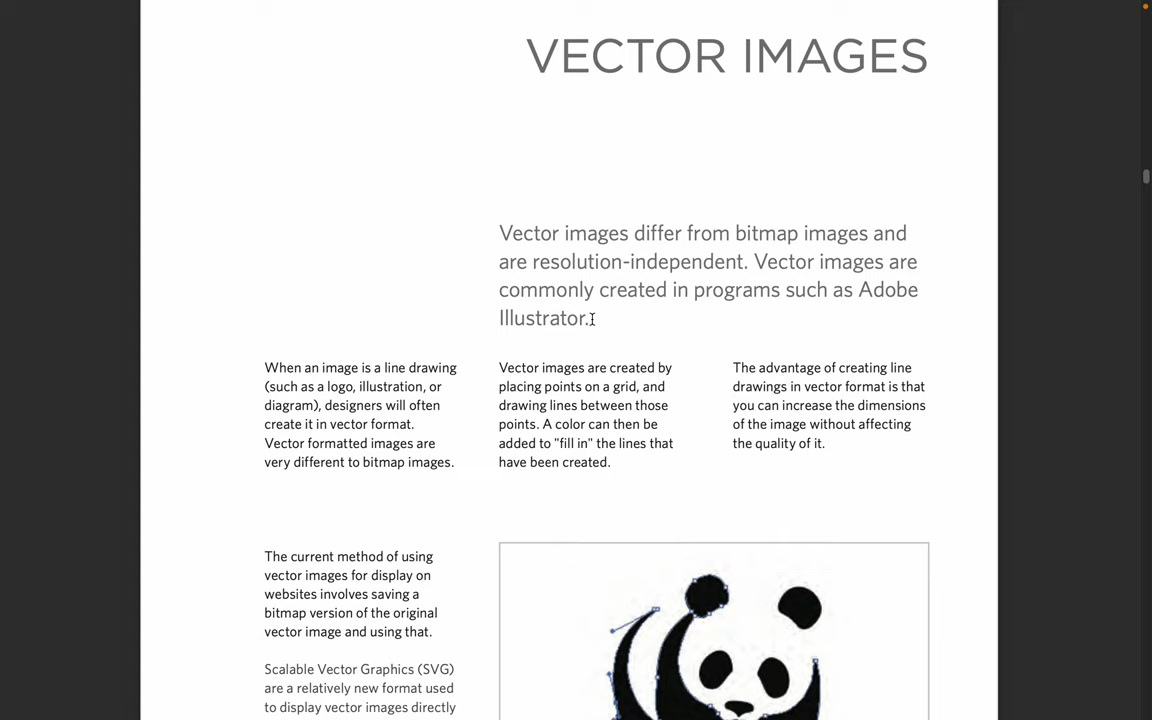 VECTOR IMAGES
Vector images differ from bitmap images and
are resolution-independent. Vector images are
commonly created in programs such as Adobe
Illustrator.
When an image is a line drawing
(such as a logo, illustration, or
diagram), designers will often
create it in vector format.
Vector formatted images are
very different to bitmap images.
Vector images are created by
placing points on a grid, and
drawing lines between those
points. A color can then be
added to "fill in" the lines that
have been created.
The advantage of creating line
drawings in vector format is that
you can increase the dimensions
of the image without affecting
the quality of it.
The current method of using
vector images for display on
websites involves saving a
bitmap version of the original
vector image and using that.
Scalable Vector Graphics (SVG)
are a relatively new format used
to display vector images directly